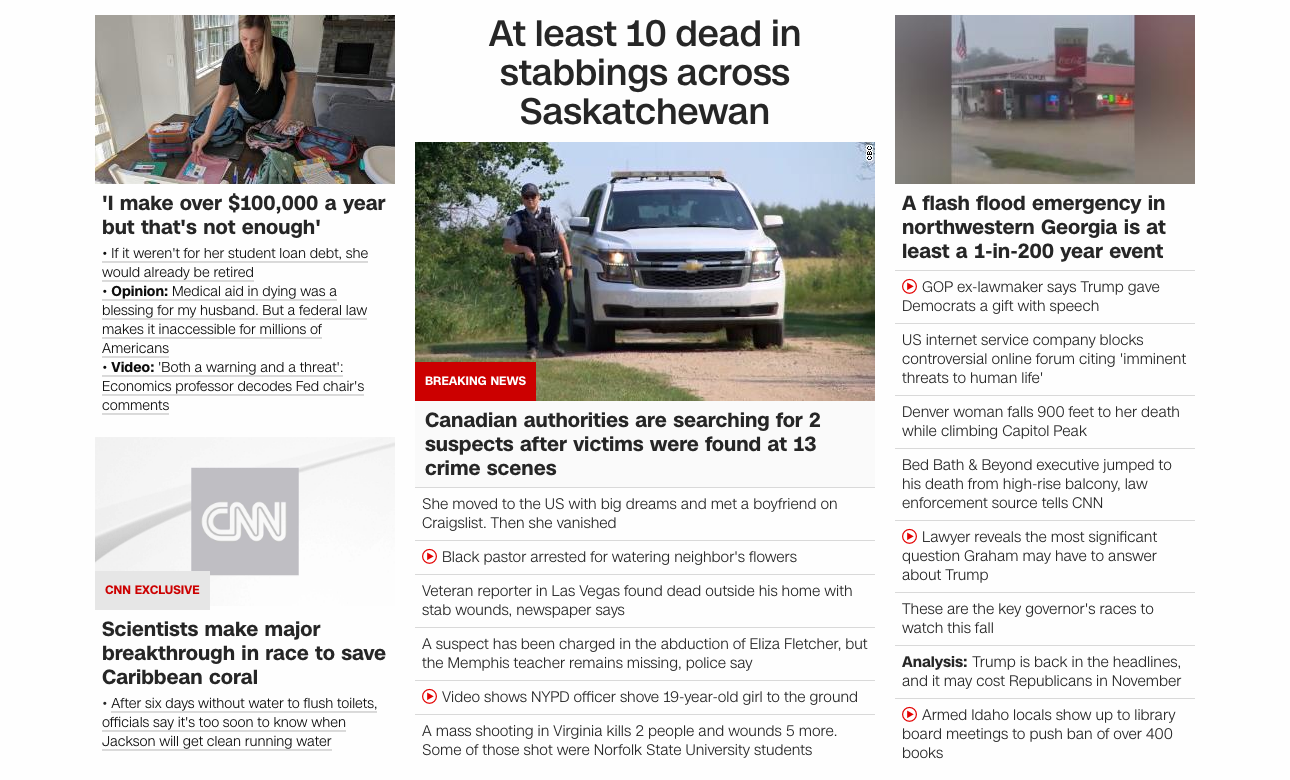 'I make over $100,000 a year
but that's not enough'
• If it weren't for her student loan debt, she
would already be retired
• Opinion: Medical aid in dying was a
blessing for my husband. But a federal law
makes it inaccessible for millions of
Americans
• Video: 'Both a warning and a threat':
Economics professor decodes Fed chair's
comments
CNN
CNN EXCLUSIVE
Scientists make major
breakthrough in race to save
Caribbean coral
• After six days without water to flush toilets,
officials say it's too soon to know when
Jackson will get clean running water
At least 10 dead in
stabbings across
Saskatchewan
CBC
BREAKING NEWS
Canadian authorities are searching for 2
suspects after victims were found at 13
crime scenes
She moved to the US with big dreams and met a boyfriend on
Craigslist. Then she vanished
Black pastor arrested for watering neighbor's flowers
Veteran reporter in Las Vegas found dead outside his home with
stab wounds, newspaper says
A suspect has been charged in the abduction of Eliza Fletcher, but
the Memphis teacher remains missing, police say
Video shows NYPD officer shove 19-year-old girl to the ground
A mass shooting in Virginia kills 2 people and wounds 5 more.
Some of those shot were Norfolk State University students
A flash flood emergency in
northwestern Georgia is at
least a 1-in-200 year event
GOP ex-lawmaker says Trump gave
Democrats a gift with speech
US internet service company blocks
controversial online forum citing 'imminent
threats to human life'
Denver woman falls 900 feet to her death
while climbing Capitol Peak
Bed Bath & Beyond executive jumped to
his death from high-rise balcony, law
enforcement source tells CNN
Lawyer reveals the most significant
question Graham may have to answer
about Trump
These are the key governor's races to
watch this fall
Analysis: Trump is back in the headlines,
and it may cost Republicans in November
Armed Idaho locals show up to library
board meetings to push ban of over 400
books